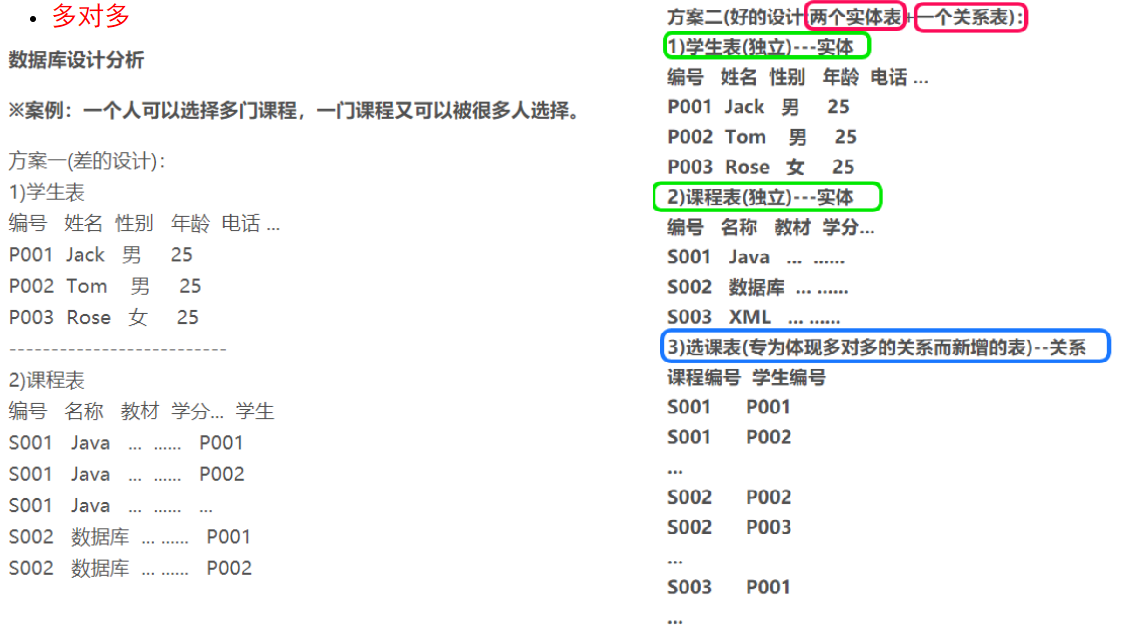 多对多
数据库设计分析
※案例：一个人可以选择多门课程，一门课程又可以被很多人选择。
方案一(差的设计)：
1)学生表
编号 姓名 性别 年龄 电话 ...
P001 Jack 男 25
P002 Tom 男 25
P003 Rose 女 25
--------------------------
2)课程表
编号 名称 教材 学分... 学生
S001 Java ... ...... P001
S001 Java ... ...... P002
S001 Java ... ...... ...
S002 数据库 ... ...... P001
S002 数据库 ... ...... P002
方案二(好的设计:两个实体表+一个关系表)：
1)学生表(独立)---实体
编号 姓名 性别 年龄 电话 ...
P001 Jack 男 25
P002 Tom 男 25
P003 Rose 女 25
2)课程表(独立)---实体
编号 名称 教材 学分...
S001 Java ... ......
S002 数据库 ... ......
S003 XML ... ......
3)选课表(专为体现多对多的关系而新增的表)--关系
课程编号 学生编号
S001 P001
S001 P002
...
S002 P002
S002 P003
...
S003 P001
...